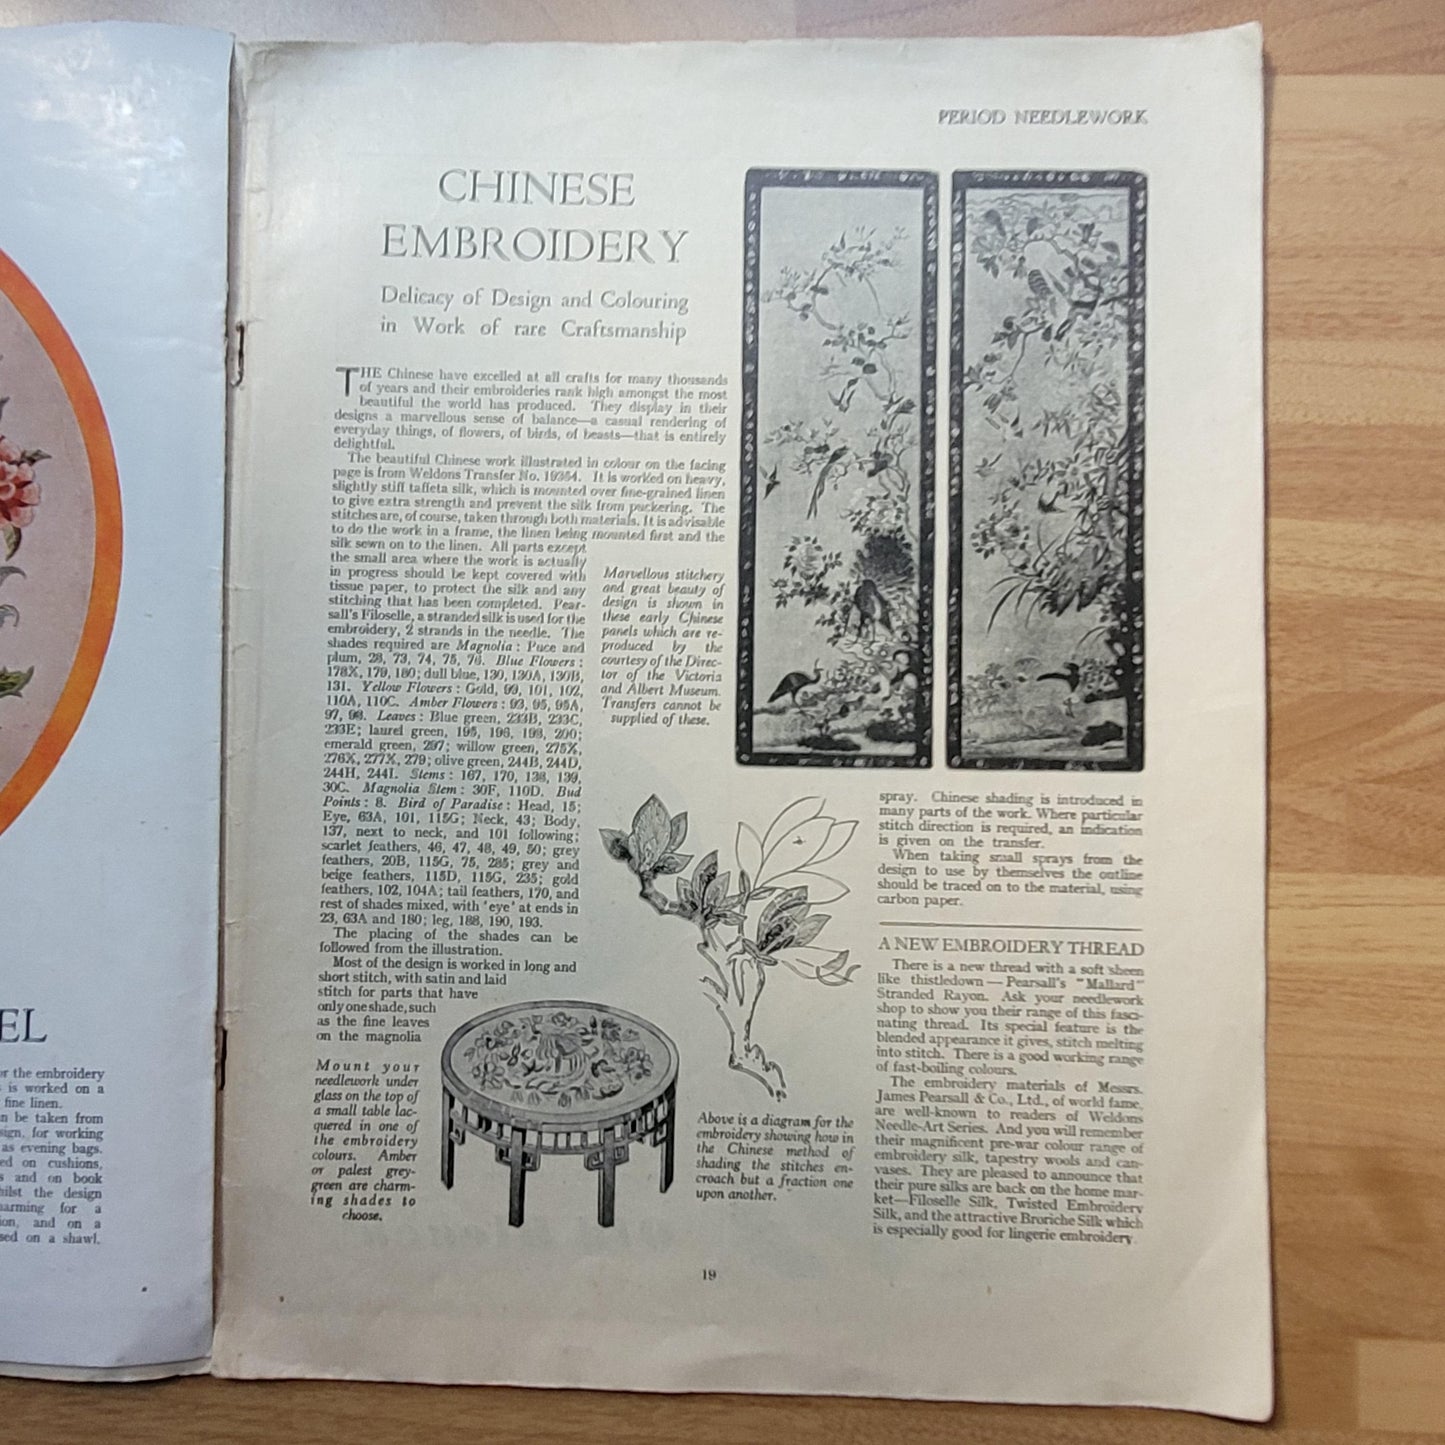 PERIOD NEEDLEWORK
CHINESE
EMBROIDERY
Delicacy of Design and Colouring
in Work of rare Craftsmanship
THE Chinese have excelled at all crafts for many thousands
of years and their embroideries rank high amongst the most
beautiful the world has produced. They display in their
designs a marvellous sense of balance—a casual rendering of
everyday things, of flowers, of birds, of beasts—that is entirely
delightful.
The beautiful Chinese work illustrated in colour on the facing
page is from Weldons Transfer No. 19354. It is worked on heavy,
slightly stiff taffeta silk, which is mounted over fine-grained linen
to give extra strength and prevent the silk from puckering. The
stitches are, of course, taken through both materials. It is advisable
to do the work in a frame, the linen being mounted first and the
silk sewn on to the linen. All parts except
the small area where the work is actually
in progress should be kept covered with
tissue paper, to protect the silk and any
stitching that has been completed. Pear-
sall's Filoselle, a stranded silk is used for the
embroidery, 2 strands in the needle. The
shades required are Magnolia: Puce and
plum, 28, 73, 74, 75, 76. Blue Flowers:
178X, 179, 180; dull blue, 130, 130A, 130B,
131. Yellow Flowers: Gold, 99, 101, 102,
110A, 110C. Amber Flowers: 93, 95, 95A,
97, 98. Leaves: Blue green, 233B, 233C,
233E; laurel green, 195, 196, 198, 200;
emerald green, 297; willow green, 275X,
276X, 277X, 279; olive green, 244B, 244D,
244H, 244I. Stems: 167, 170, 138, 139,
30C. Magnolia Stem: 30F, 110D. Bud
Points: 8. Bird of Paradise: Head, 15;
Eye, 63A, 101, 115G; Neck, 43; Body,
137, next to neck, and 101 following;
scarlet feathers, 46, 47, 48, 49, 50; grey
feathers, 20B, 115G, 75, 285; grey and
beige feathers, 115D, 115G, 235; gold
feathers, 102, 104A; tail feathers, 170, and
rest of shades mixed, with 'eye' at ends in
23, 63A and 180; leg, 188, 190, 193.
The placing of the shades can be
followed from the illustration.
Most of the design is worked in long and
short stitch, with satin and laid
stitch for parts that have
only one shade, such
as the fine leaves
on the magnolia
Marvellous stitchery
and great beauty of
design is shown in
these early Chinese
panels which are re-
produced by the
courtesy of the Direc-
tor of the Victoria
and Albert Museum.
Transfers cannot be
supplied of these.
Mount your
needlework under
glass on the top of
a small table lac-
quered in one of
the embroidery
colours. Amber
or palest grey-
green are charm-
ing shades to
choose.
Above is a diagram for the
embroidery showing how in
the Chinese method of
shading the stitches en-
croach but a fraction one
upon another.
spray. Chinese shading is introduced in
many parts of the work. Where particular
stitch direction is required, an indication
is given on the transfer.
When taking small sprays from the
design to use by themselves the outline
should be traced on to the material, using
carbon paper.
A NEW EMBROIDERY THREAD
There is a new thread with a soft sheen
like thistledown—Pearsall's "Mallard"
Stranded Rayon. Ask your needlework
shop to show you their range of this fasci-
nating thread. Its special feature is the
blended appearance it gives, stitch melting
into stitch. There is a good working range
of fast-boiling colours.
The embroidery materials of Messrs.
James Pearsall & Co., Ltd., of world fame,
are well-known to readers of Weldons
Needle-Art Series. And you will remember
their magnificent pre-war colour range of
embroidery silk, tapestry wools and can-
vases. They are pleased to announce that
their pure silks are back on the home mar-
ket—Filoselle Silk, Twisted Embroidery
Silk, and the attractive Broriche Silk which
is especially good for lingerie embroidery.
19
EL
the embroidery
is worked on a
fine linen.
be taken from
for working
as evening bags.
on cushions,
and on book
the design
for a
and on a
on a shawl.